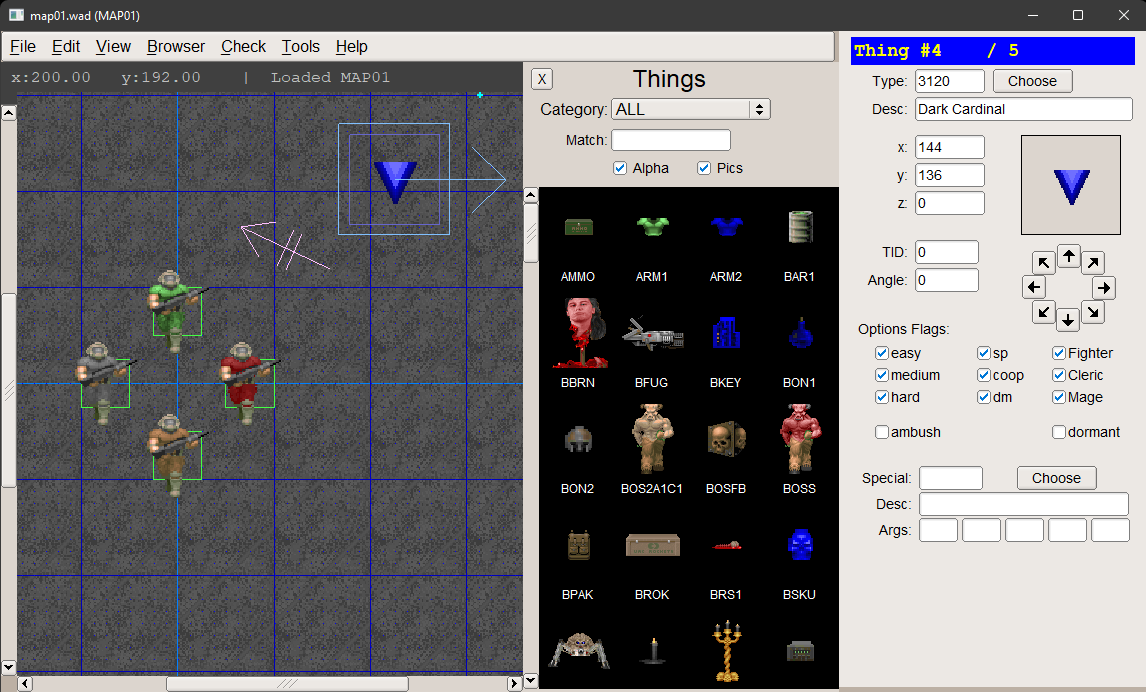 map01.wad (MAP01)
File Edit View Browser Check Tools Help
x:200.00 y:192.00 | Loaded MAP01
X Things
Category: ALL
Match:
Alpha Pics
AMMO ARM1 ARM2 BAR1
BBRN BFUG BKEY BON1
BON2 BOS2A1C1 BOSFB BOSS
BPAK BROK BRS1 BSKU
Thing #4 / 5
Type: 3120 Choose
Desc: Dark Cardinal
x: 144
y: 136
z: 0
TID: 0
Angle: 0
Options Flags:
easy sp Fighter
medium coop Cleric
hard dm Mage
ambush dormant
Special: Choose
Desc:
Args: